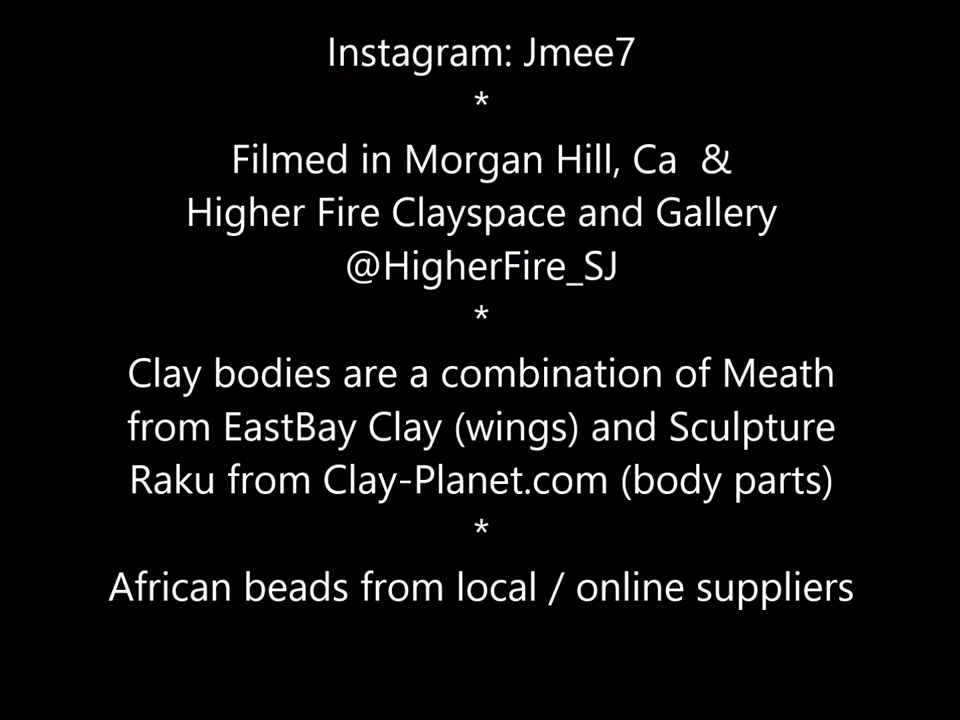 Instagram: Jmee7
*
Filmed in Morgan Hill, Ca  &
Higher Fire Clayspace and Gallery
@HigherFire_SJ
*
Clay bodies are a combination of Meath
from EastBay Clay (wings) and Sculpture
Raku from Clay-Planet.com (body parts)
*
African beads from local / online suppliers